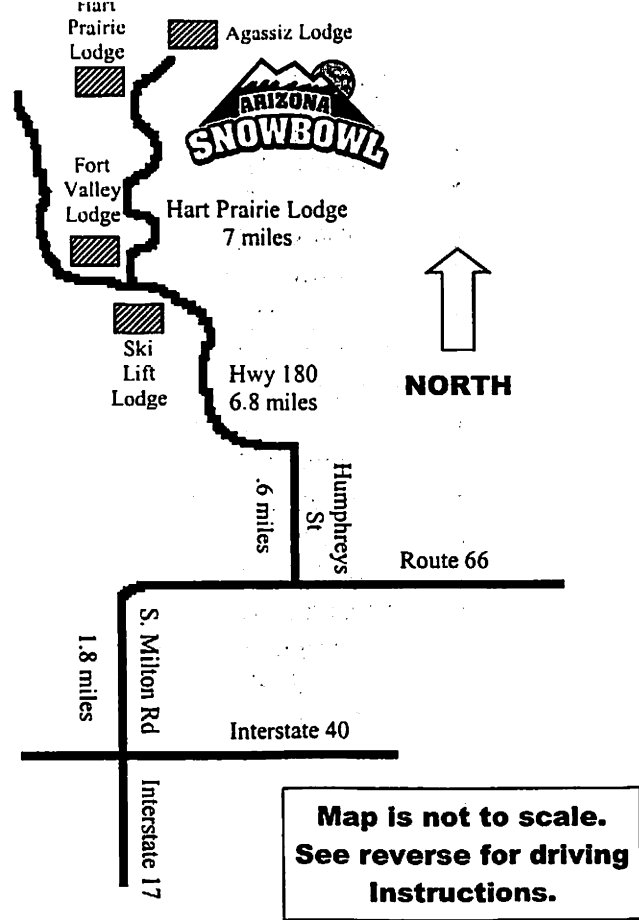 Hart
Prairie
Lodge
Agassiz Lodge
ARIZONA
SNOWBOWL
Fort
Valley
Lodge
Hart Prairie Lodge
7 miles
Ski
Lift
Lodge
Hwy 180
6.8 miles
NORTH
Humphreys
St
.6 miles
Route 66
S. Milton Rd
1.8 miles
Interstate 40
Interstate 17
Map is not to scale.
See reverse for driving
Instructions.